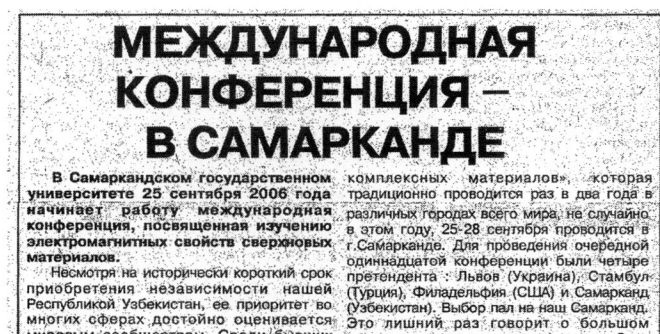 МЕЖДУНАРОДНАЯ
КОНФЕРЕНЦИЯ –
В САМАРКАНДЕ
В Самаркандском государственном
университете 25 сентября 2006 года
начинает работу международная
конференция, посвященная изучению
электромагнитных свойств сверхновых
материалов.
Несмотря на исторически короткий срок
приобретения независимости нашей
Республикой Узбекистан, ее приоритет во
многих сферах достойно оценивается
комплексных материалов», которая
традиционно проводится раз в два года в
различных городах всего мира, не случайно
в этом году, 25-28 сентября проводится в
г.Самарканде. Для проведения очередной
одиннадцатой конференции были четыре
претендента : Львов (Украина), Стамбул
(Турция), Филадельфия (США) и Самарканд
(Узбекистан). Выбор пал на наш Самарканд.
Это лишний раз говорит о большом